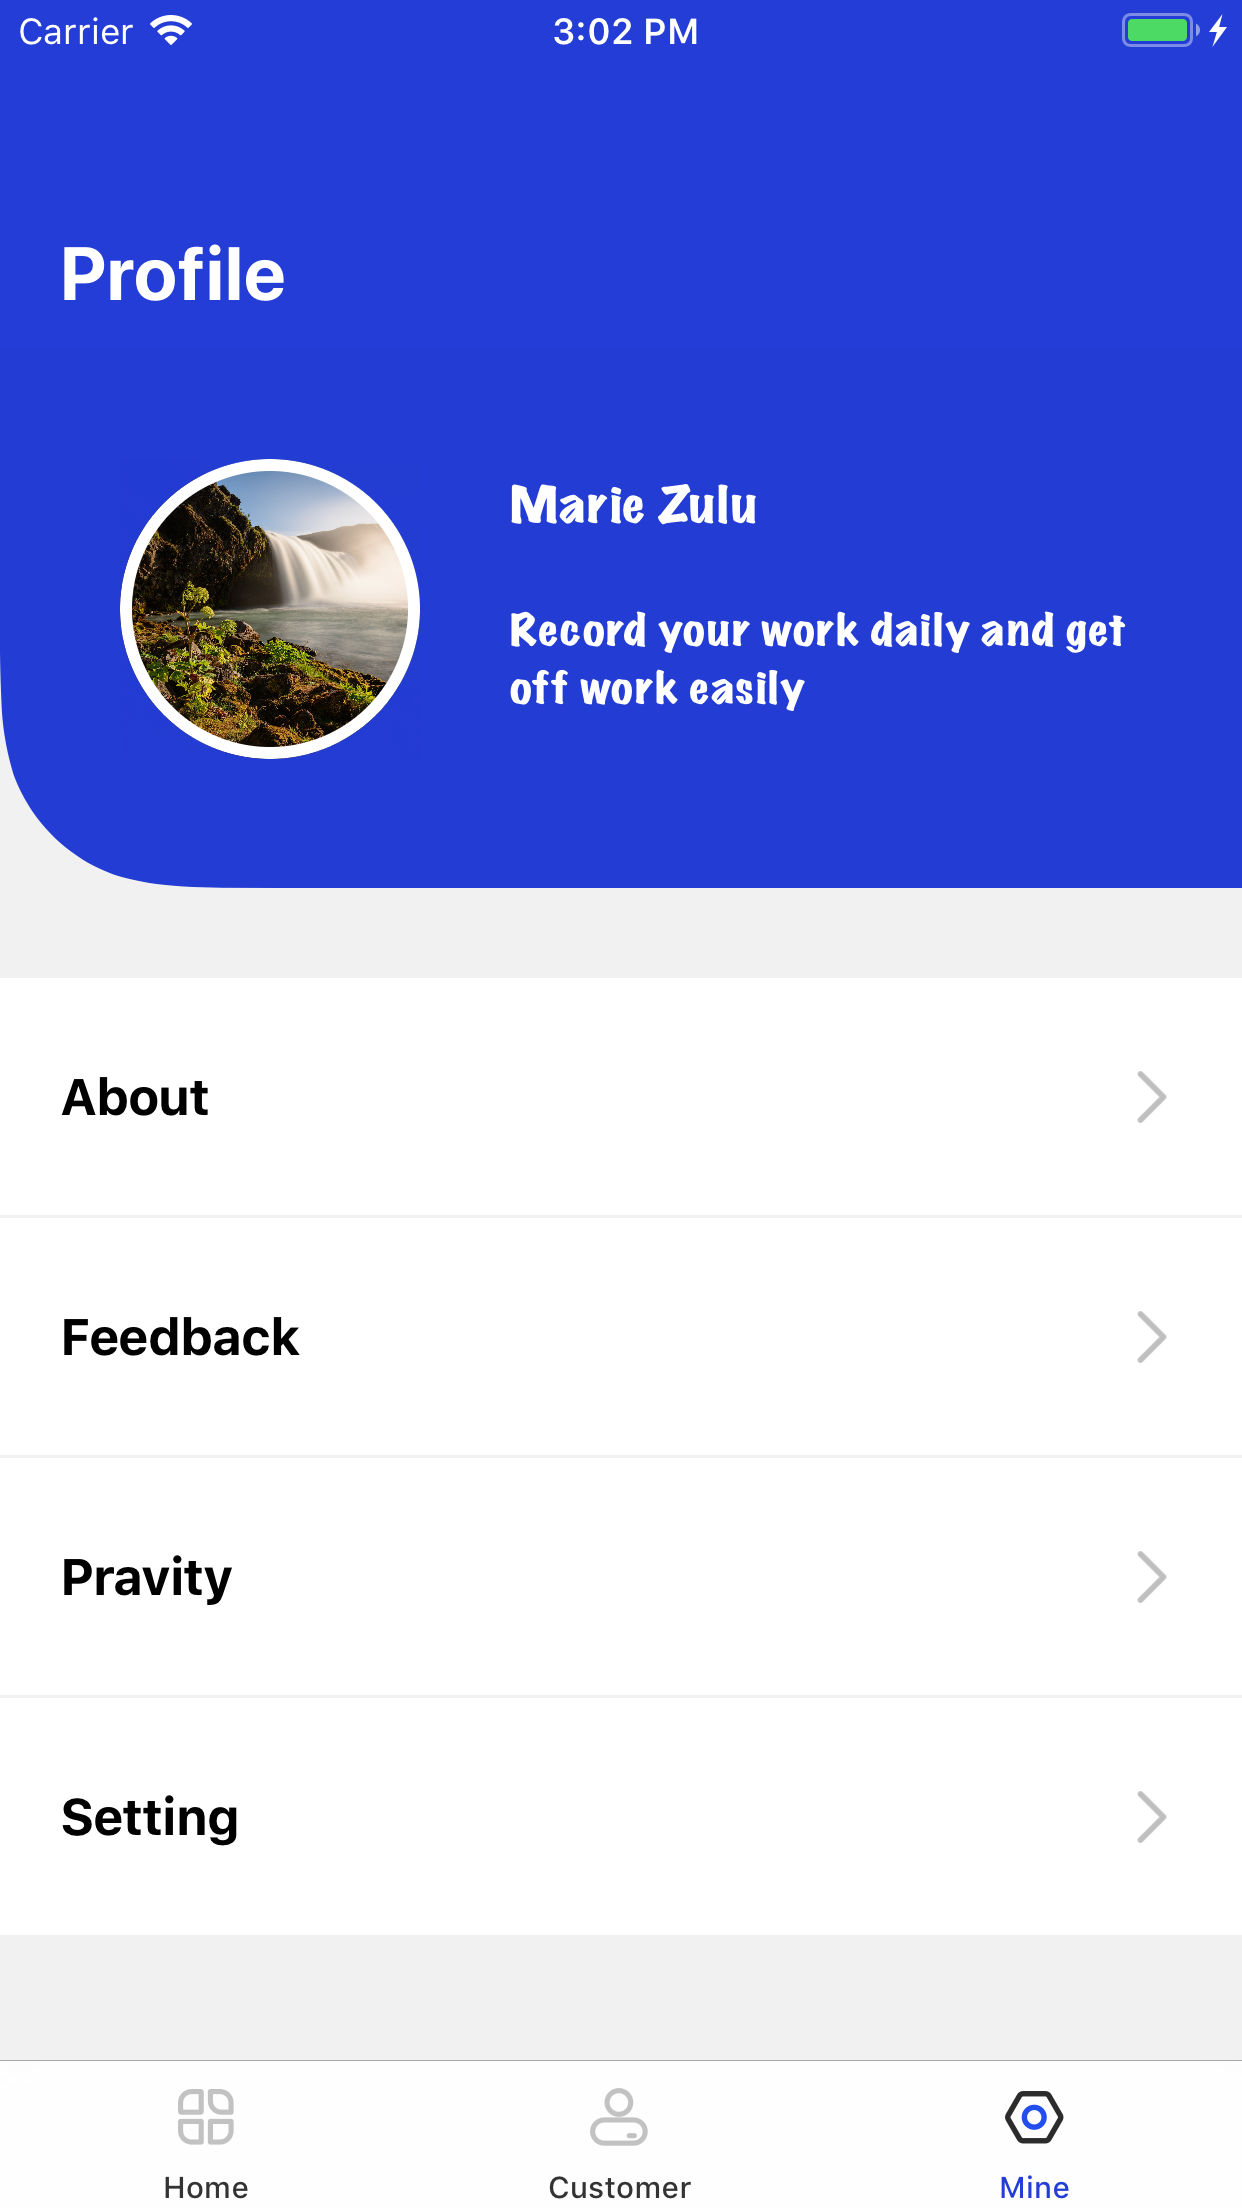 Carrier 3:02 PM
Profile
Marie Zulu
Record your work daily and get
off work easily
About
Feedback
Pravity
Setting
Home Customer Mine